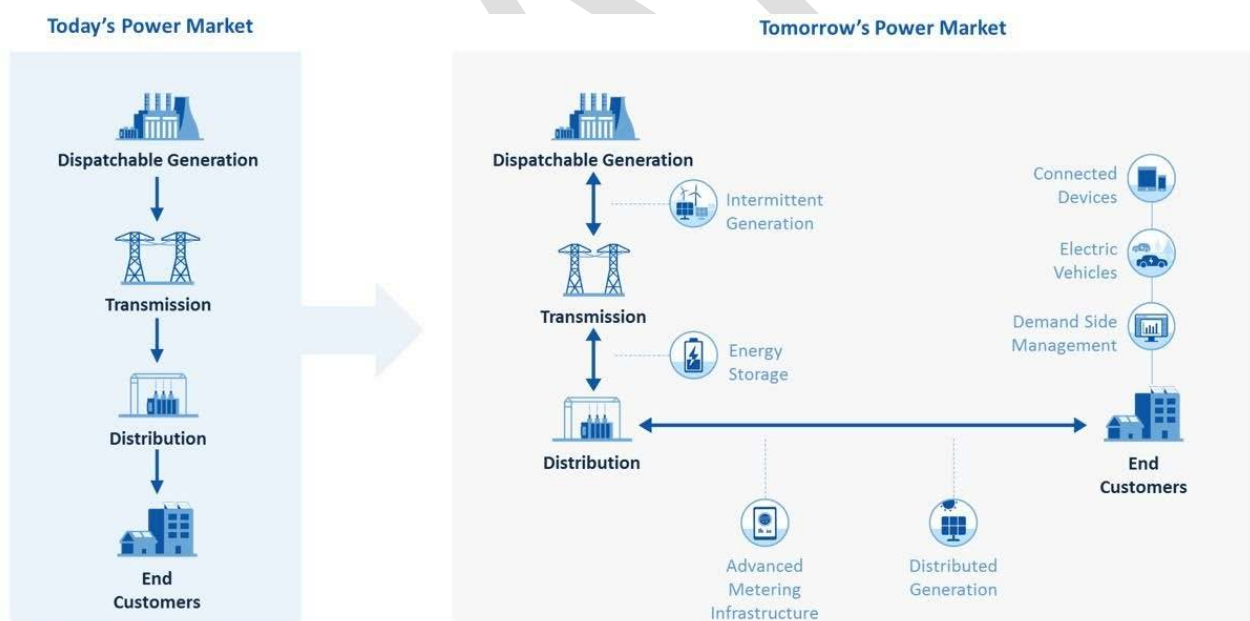 Today's Power Market
Dispatchable Generation
Transmission
Distribution
End
Customers
Tomorrow's Power Market
Dispatchable Generation
Intermittent
Generation
Transmission
Energy
Storage
Distribution
Connected
Devices
Electric
Vehicles
Demand Side
Management
End
Customers
Advanced
Metering
Infrastructure
Distributed
Generation